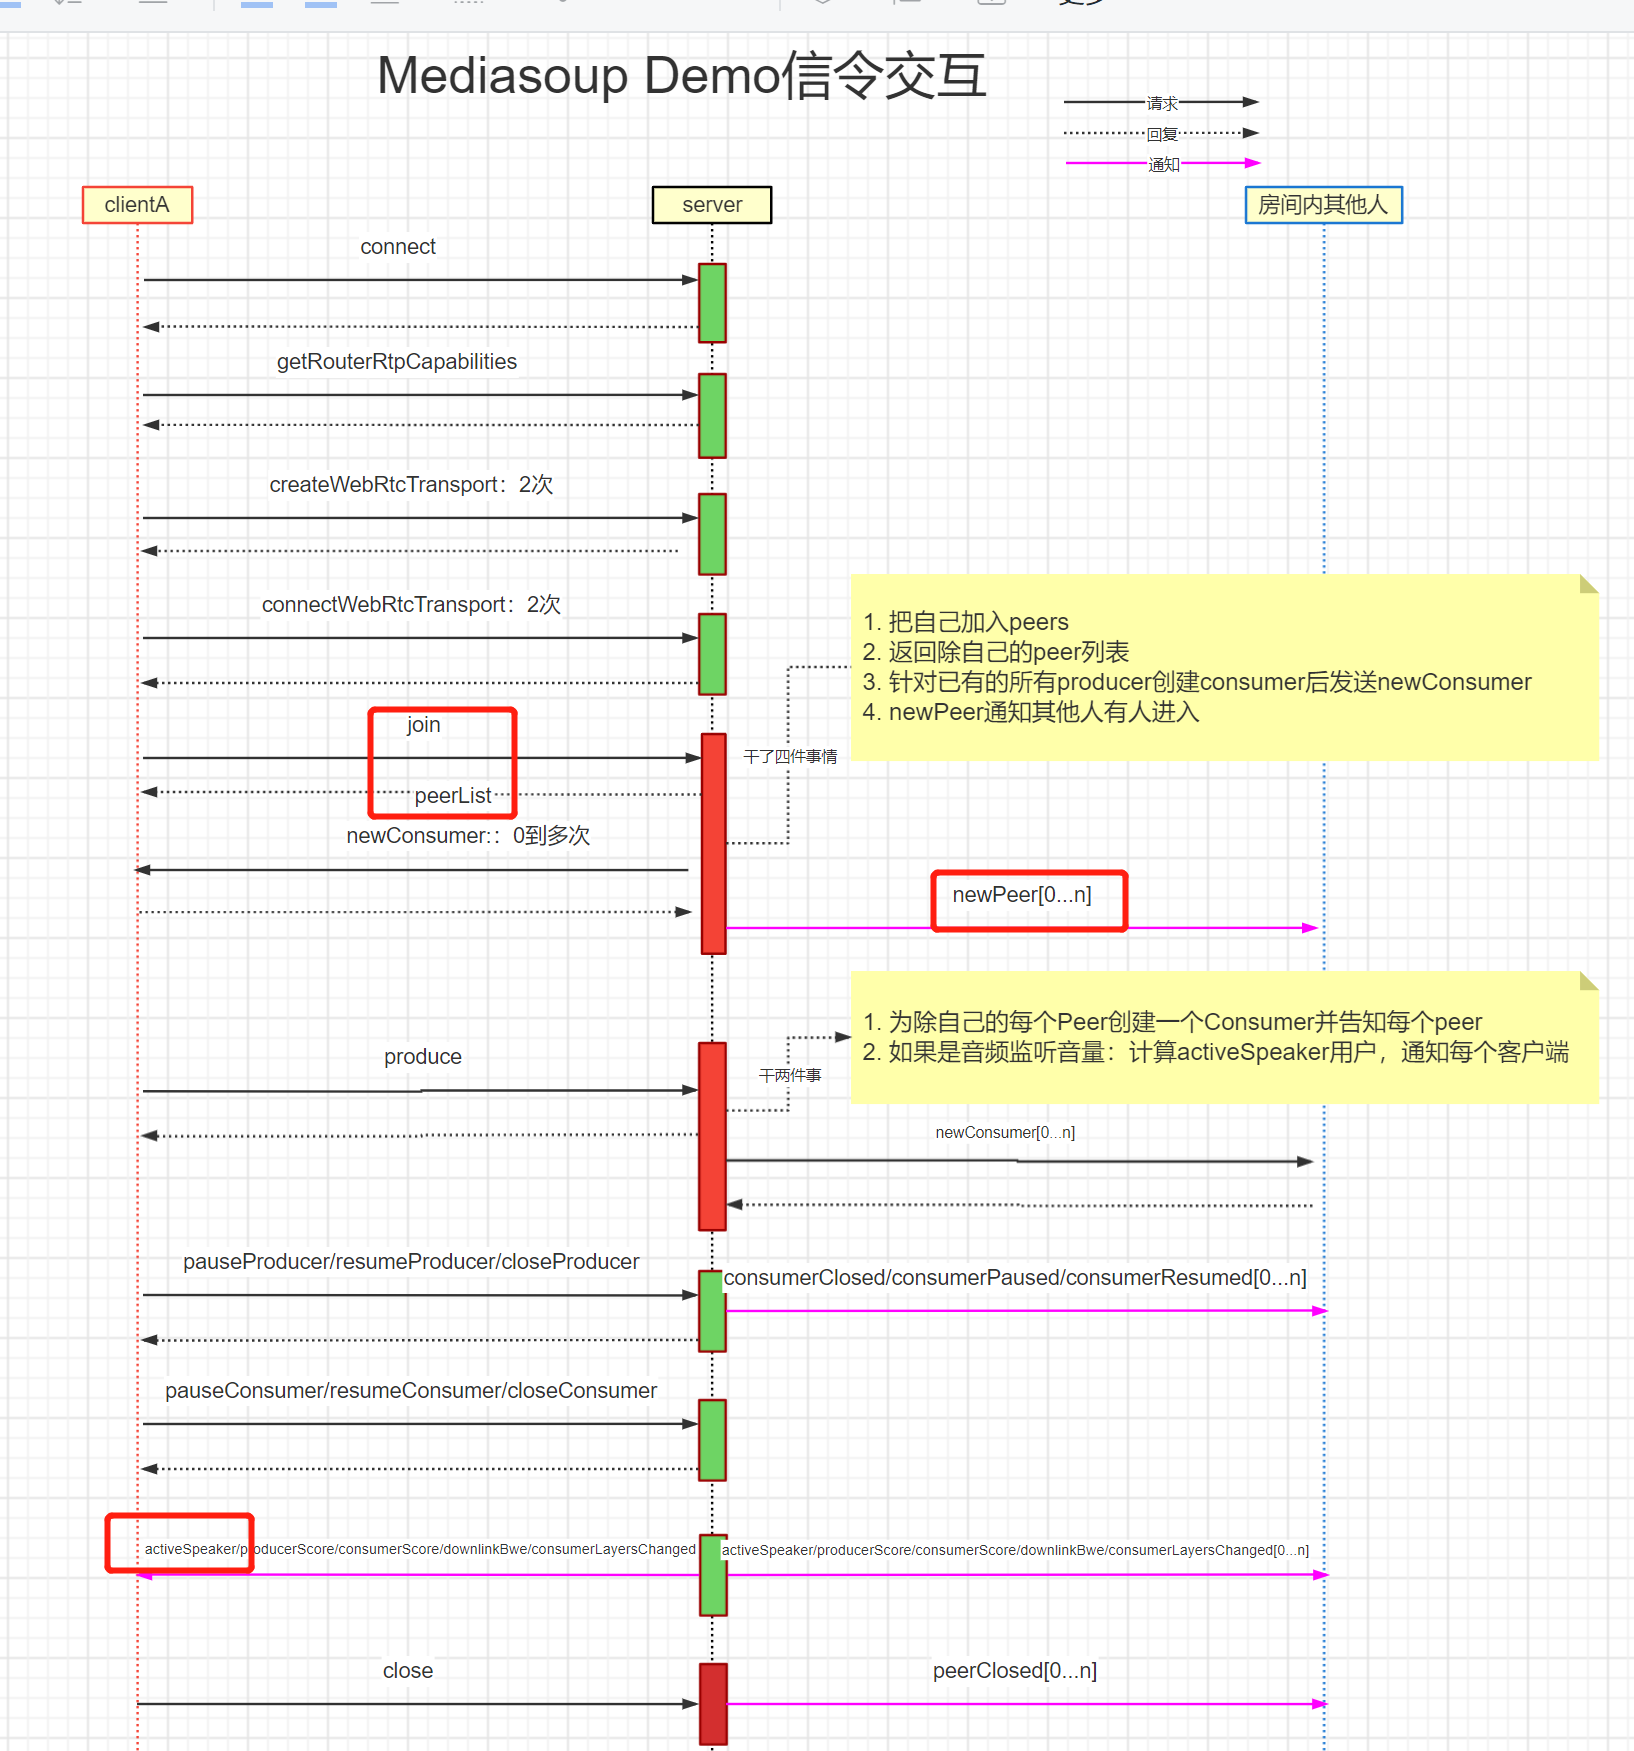 更多
Mediasoup Demo信令交互
请求
回复
通知
clientA
server
房间内其他人
connect
getRouterRtpCapabilities
createWebRtcTransport：2次
connectWebRtcTransport：2次
1. 把自己加入peers
2. 返回除自己的peer列表
3. 针对已有的所有producer创建consumer后发送newConsumer
4. newPeer通知其他人有人进入
join
干了四件事情
peerList
newConsumer:：0到多次
newPeer[0...n]
1. 为除自己的每个Peer创建一个Consumer并告知每个peer
2. 如果是音频监听音量：计算activeSpeaker用户，通知每个客户端
produce
干两件事
newConsumer[0...n]
pauseProducer/resumeProducer/closeProducer
consumerClosed/consumerPaused/consumerResumed[0...n]
pauseConsumer/resumeConsumer/closeConsumer
activeSpeaker/producerScore/consumerScore/downlinkBwe/consumerLayersChanged
activeSpeaker/producerScore/consumerScore/downlinkBwe/consumerLayersChanged[0...n]
close
peerClosed[0...n]